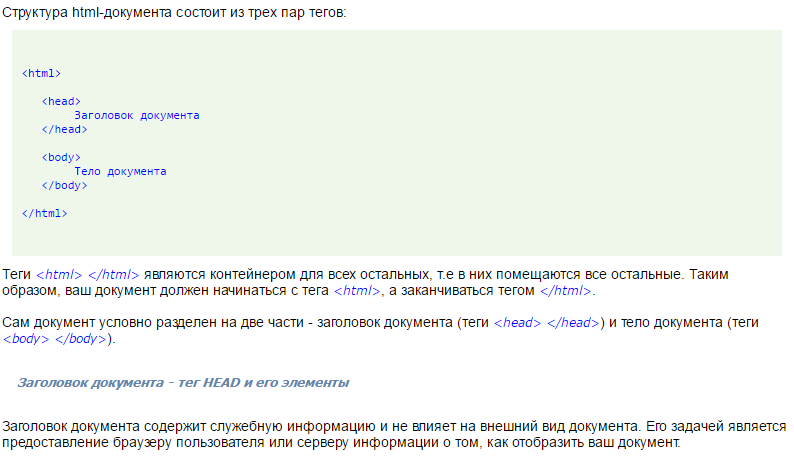 Структура html-документа состоит из трех пар тегов:
<html>
<head>
Заголовок документа
</head>
<body>
Тело документа
</body>
</html>
Теги <html> </html> являются контейнером для всех остальных, т.е в них помещаются все остальные. Таким
образом, ваш документ должен начинаться с тега <html>, а заканчиваться тегом </html>.
Сам документ условно разделен на две части - заголовок документа (теги <head> </head>) и тело документа (теги
<body> </body>).
Заголовок документа - тег HEAD и его элементы
Заголовок документа содержит служебную информацию и не влияет на внешний вид документа. Его задачей является
предоставление браузеру пользователя или серверу информации о том, как отобразить ваш документ.